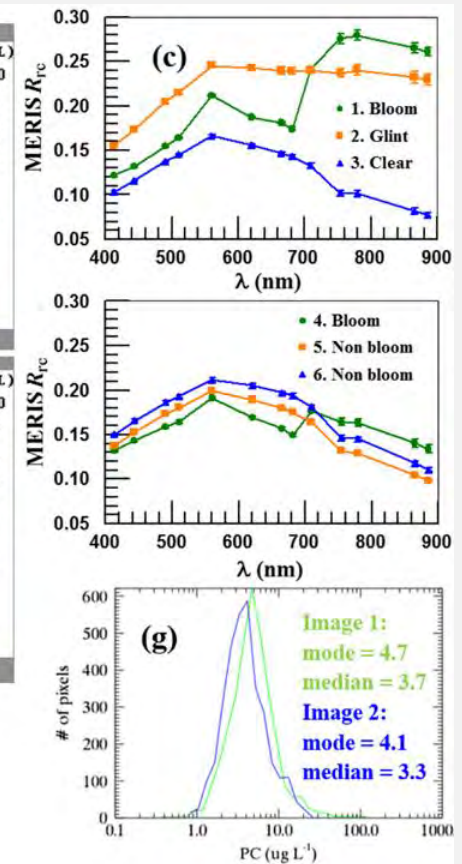 L)
0
0.30
0.25
0.20
0.15
0.10
0.05
MERIS Rrc
(c)
1. Bloom
2. Glint
3. Clear
400 500 600 700 800 900
λ (nm)
L)
0
0.30
0.25
0.20
0.15
0.10
0.05
MERIS Rrc
4. Bloom
5. Non bloom
6. Non bloom
400 500 600 700 800 900
λ (nm)
600
500
400
300
200
100
0
# of pixels
(g)
Image 1:
mode = 4.7
median = 3.7
Image 2:
mode = 4.1
median = 3.3
0.1 1.0 10.0 100.0 1000
PC (ug L⁻¹)